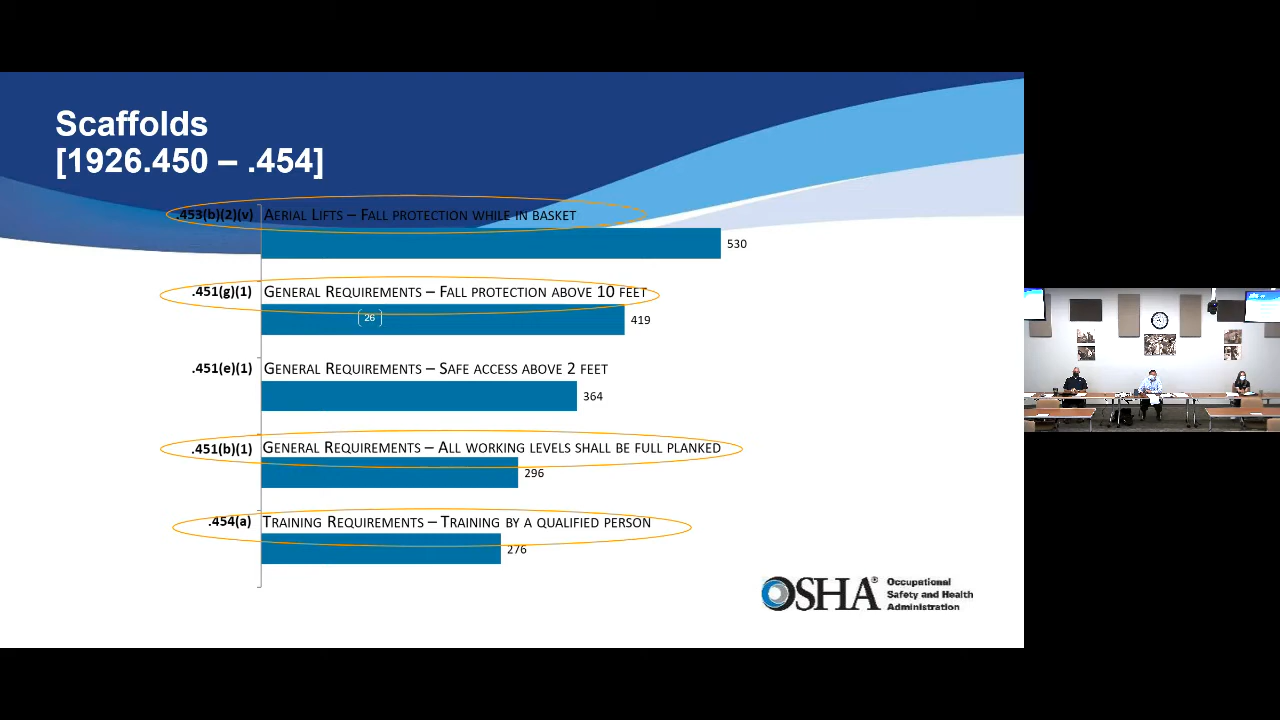 Scaffolds
[1926.450 – .454]
.453(b)(2)(v) Aerial Lifts – Fall protection while in basket
530
.451(g)(1) General Requirements – Fall protection above 10 feet
26
419
.451(e)(1) General Requirements – Safe access above 2 feet
364
.451(b)(1) General Requirements – All working levels shall be full planked
296
.454(a) Training Requirements – Training by a qualified person
276
OSHA®
Occupational
Safety and Health
Administration